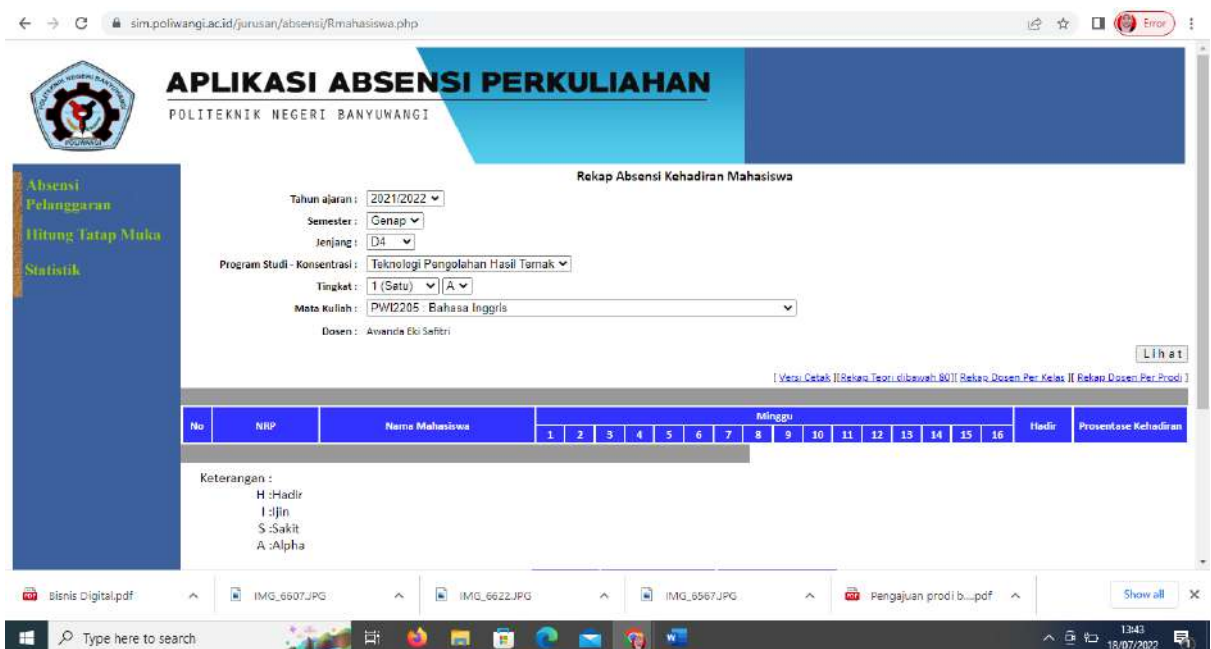 sim.poliwangi.ac.id/jurusan/absensi/Rmahasiswa.php
Error
APLIKASI ABSENSI PERKULIAHAN
POLITEKNIK NEGERI BANYUWANGI
POLIWANGI
Absensi
Pelanggaran
Hitung Tatap Muka
Statistik
Rekap Absensi Kehadiran Mahasiswa
Tahun ajaran : 2021/2022
Semester : Genap
Jenjang : D4
Program Studi - Konsentrasi : Teknologi Pengolahan Hasil Ternak
Tingkat : 1 (Satu) A
Mata Kuliah : PWI2205 : Bahasa Inggris
Dosen : Awanda Eki Safitri
Lihat
[ Versi Cetak ][Rekap Teori dibawah 80][ Rekap Dosen Per Kelas ][ Rekap Dosen Per Prodi ]
No NRP Nama Mahasiswa Minggu Hadir Prosentase Kehadiran
1 2 3 4 5 6 7 8 9 10 11 12 13 14 15 16
Keterangan :
H :Hadir
I :Ijin
S :Sakit
A :Alpha
Bisnis Digital.pdf IMG_6607.JPG IMG_6622.JPG IMG_6567.JPG Pengajuan prodi b....pdf Show all
Type here to search
13:43
18/07/2022